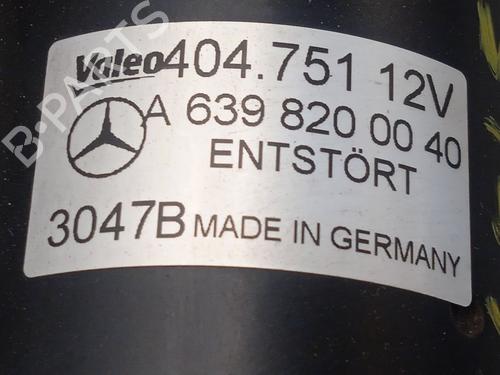 Valeo 404.751 12V
A 639 820 00 40
ENTSTÖRT
3047B MADE IN GERMANY
B-PARTS